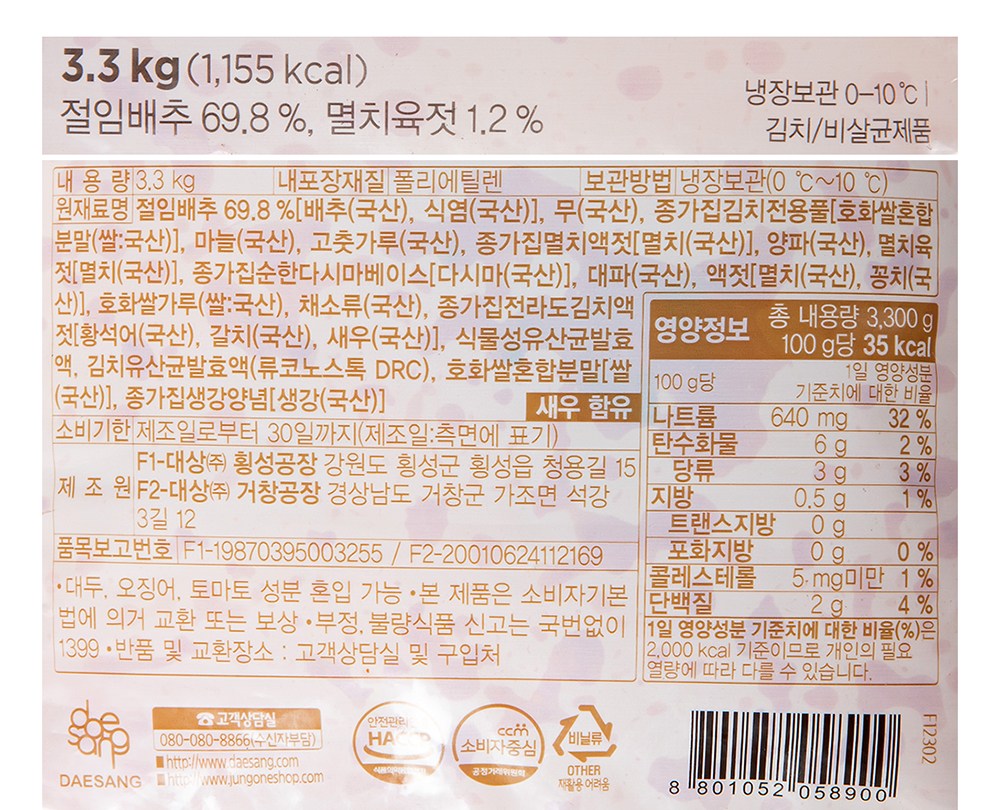 3.3 kg (1,155 kcal)
절임배추 69.8 %, 멸치육젓 1.2 %
냉장보관 0–10 ℃ |
김치/비살균제품
내 용 량 3.3 kg 내포장재질 폴리에틸렌 보관방법 냉장보관(0 ℃~10 ℃)
원재료명 절임배추 69.8 %[배추(국산), 식염(국산)], 무(국산), 종가집김치전용풀[호화쌀혼합
분말(쌀:국산)], 마늘(국산), 고춧가루(국산), 종가집멸치액젓[멸치(국산)], 양파(국산), 멸치육
젓[멸치(국산)], 종가집순한다시마베이스[다시마(국산)], 대파(국산), 액젓[멸치(국산), 꽁치(국
산)], 호화쌀가루(쌀:국산), 채소류(국산), 종가집전라도김치액
젓[황석어(국산), 갈치(국산), 새우(국산)], 식물성유산균발효
액, 김치유산균발효액(류코노스톡 DRC), 호화쌀혼합분말[쌀
(국산)], 종가집생강양념[생강(국산)]
새우 함유
소비기한 제조일로부터 30일까지(제조일:측면에 표기)
제 조 원 F1-대상㈜ 횡성공장 강원도 횡성군 횡성읍 청용길 15
F2-대상㈜ 거창공장 경상남도 거창군 가조면 석강
3길 12
품목보고번호 F1-19870395003255 / F2-20010624112169
•대두, 오징어, 토마토 성분 혼입 가능 •본 제품은 소비자기본
법에 의거 교환 또는 보상 •부정, 불량식품 신고는 국번없이
1399 •반품 및 교환장소 : 고객상담실 및 구입처
영양정보 총 내용량 3,300 g
100 g당 35 kcal
100 g당 1일 영양성분
기준치에 대한 비율
나트륨 640 mg 32 %
탄수화물 6 g 2 %
당류 3 g 3 %
지방 0.5 g 1 %
트랜스지방 0 g
포화지방 0 g 0 %
콜레스테롤 5 mg미만 1 %
단백질 2 g 4 %
1일 영양성분 기준치에 대한 비율(%)은
2,000 kcal 기준이므로 개인의 필요
열량에 따라 다를 수 있습니다.
dae
sang
DAESANG
☎고객상담실
080-080-8866(수신자부담)
■http://www.daesang.com
■http://www.jungoneshop.com
안전관리
HACCP
식품의약품안전처
ccm
소비자중심
공정거래위원회
비닐류
OTHER
재활용 어려움
8 801052 058900
F12302